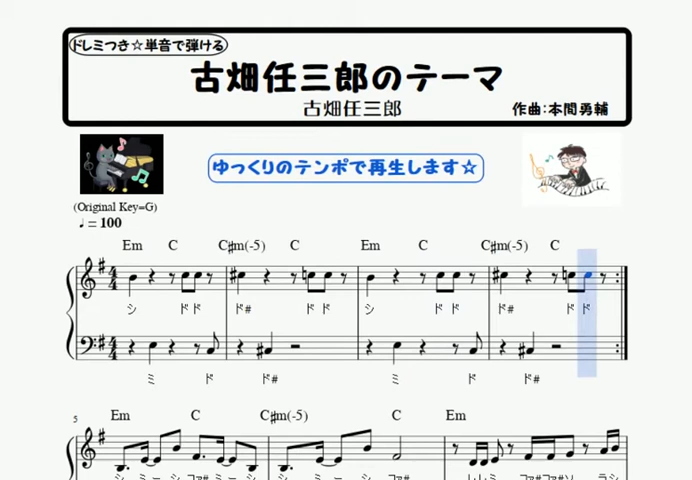 ドレミつき☆単音で弾ける
古畑任三郎のテーマ
古畑任三郎
作曲:本間勇輔
ゆっくりのテンポで再生します☆
(Original Key=G)
♩=100
Em C C#m(-5) C Em C C#m(-5) C
シ ド ド ド# ド ド シ ド ド ド# ド ド
ミ ド ド# ミ ド ド#
5
Em C C#m(-5) C Em